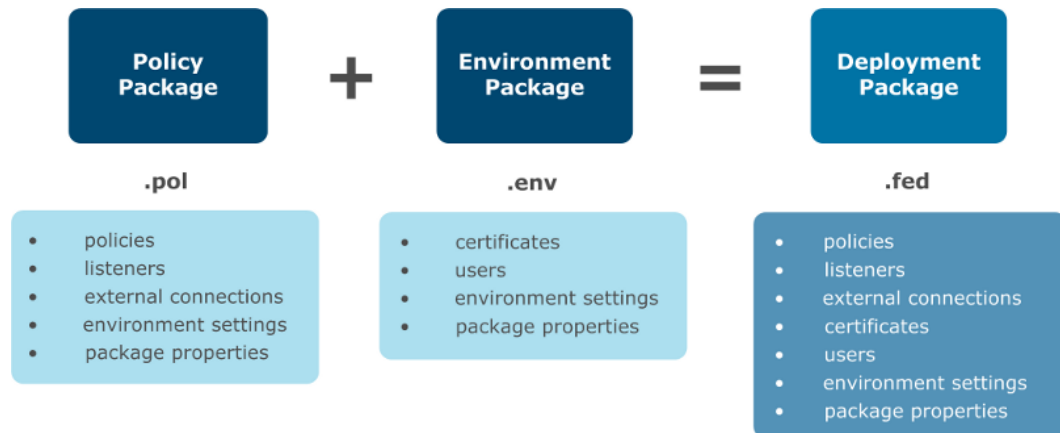 Policy
Package
+
Environment
Package
=
Deployment
Package
.pol
.env
.fed
• policies
• listeners
• external connections
• environment settings
• package properties
• certificates
• users
• environment settings
• package properties
• policies
• listeners
• external connections
• certificates
• users
• environment settings
• package properties